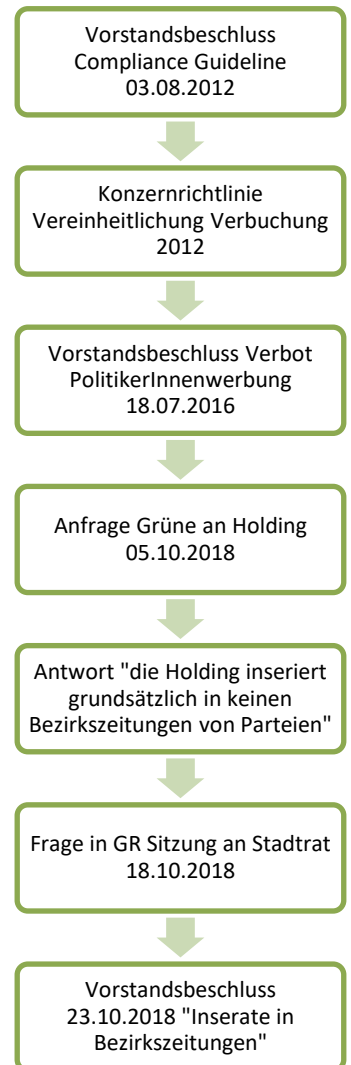 Vorstandsbeschluss
Compliance Guideline
03.08.2012
Konzernrichtlinie
Vereinheitlichung Verbuchung
2012
Vorstandsbeschluss Verbot
PolitikerInnenwerbung
18.07.2016
Anfrage Grüne an Holding
05.10.2018
Antwort "die Holding inseriert
grundsätzlich in keinen
Bezirkszeitungen von Parteien"
Frage in GR Sitzung an Stadtrat
18.10.2018
Vorstandsbeschluss
23.10.2018 "Inserate in
Bezirkszeitungen"